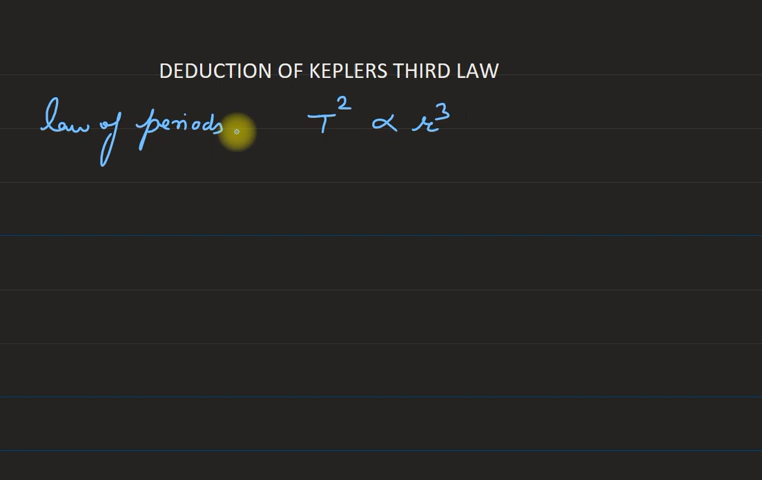 DEDUCTION OF KEPLERS THIRD LAW
law of periods T² ∝ r³